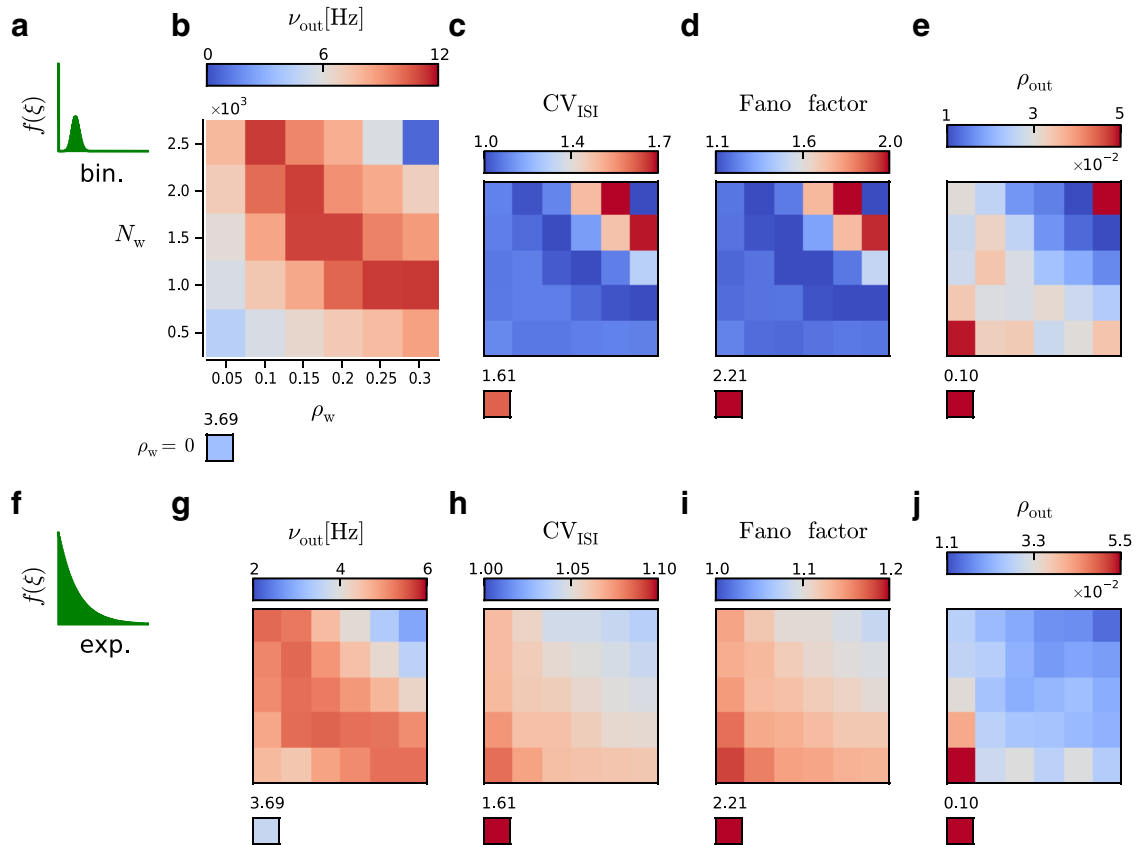 a
f(ξ)
bin.
b
ν_out[Hz]
0 6 12
×10³
N_w
2.5
2.0
1.5
1.0
0.5
0.05 0.1 0.15 0.2 0.25 0.3
ρ_w
3.69
ρ_w = 0
c
CV_ISI
1.0 1.4 1.7
1.61
d
Fano factor
1.1 1.6 2.0
2.21
e
ρ_out
1 3 5
×10⁻²
0.10
f
f(ξ)
exp.
g
ν_out[Hz]
2 4 6
3.69
h
CV_ISI
1.00 1.05 1.10
1.61
i
Fano factor
1.0 1.1 1.2
2.21
j
ρ_out
1.1 3.3 5.5
×10⁻²
0.10